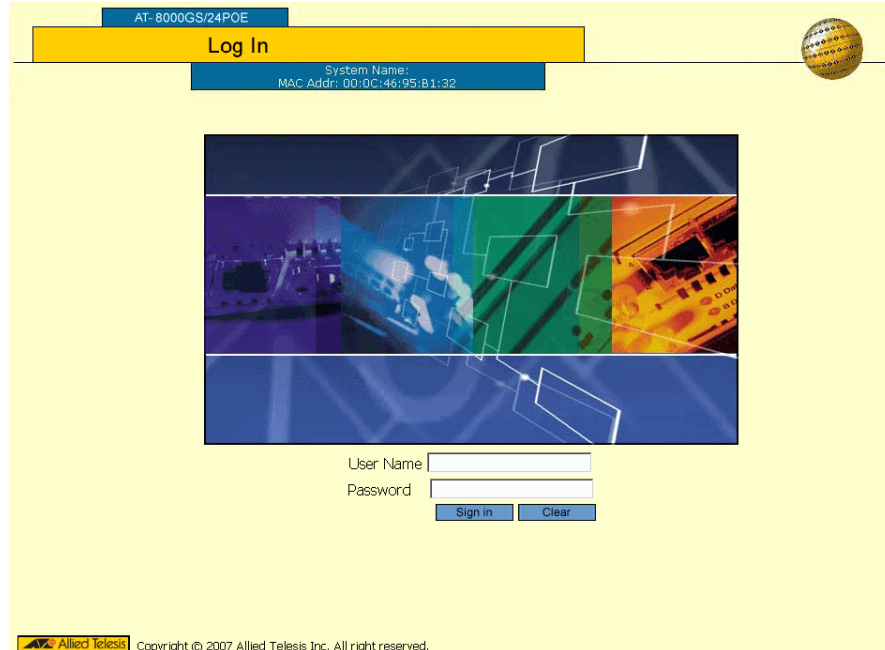 AT-8000GS/24POE
Log In
System Name:
MAC Addr: 00:0C:46:95:B1:32
User Name
Password
Sign in
Clear
Allied Telesis
Copyright © 2007 Allied Telesis Inc. All right reserved.